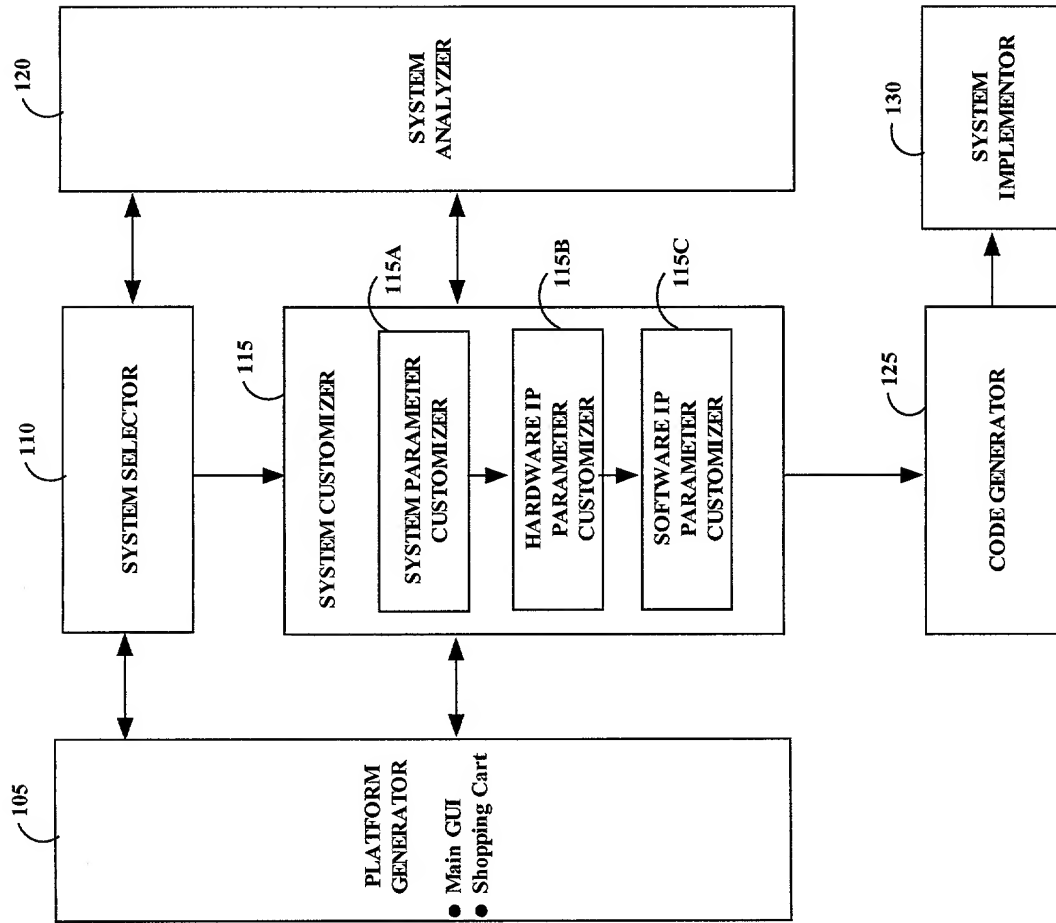 105
PLATFORM
GENERATOR
● Main GUI
● Shopping Cart
110
SYSTEM SELECTOR
115
SYSTEM CUSTOMIZER
115A
SYSTEM PARAMETER
CUSTOMIZER
115B
HARDWARE IP
PARAMETER
CUSTOMIZER
115C
SOFTWARE IP
PARAMETER
CUSTOMIZER
120
SYSTEM
ANALYZER
125
CODE GENERATOR
130
SYSTEM
IMPLEMENTOR